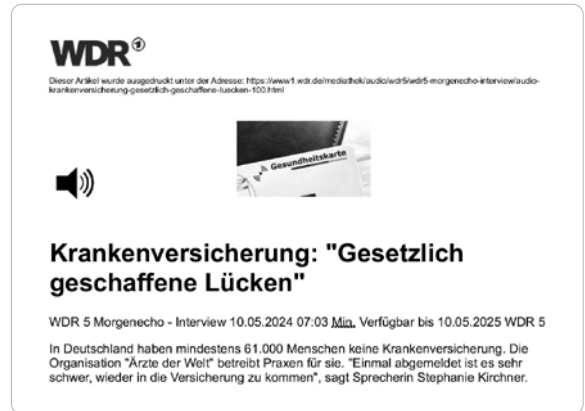 WDR®
Dieser Artikel wurde ausgedruckt unter der Adresse: https://www1.wdr.de/mediathek/audio/wdr5/wdr5-morgenecho-interview/audio-
krankenversicherung-gesetzlich-geschaffene-luecken-100.html
Gesundheitskarte
Krankenversicherung: "Gesetzlich
geschaffene Lücken"
WDR 5 Morgenecho - Interview 10.05.2024 07:03 Min. Verfügbar bis 10.05.2025 WDR 5
In Deutschland haben mindestens 61.000 Menschen keine Krankenversicherung. Die
Organisation "Ärzte der Welt" betreibt Praxen für sie. "Einmal abgemeldet ist es sehr
schwer, wieder in die Versicherung zu kommen", sagt Sprecherin Stephanie Kirchner.